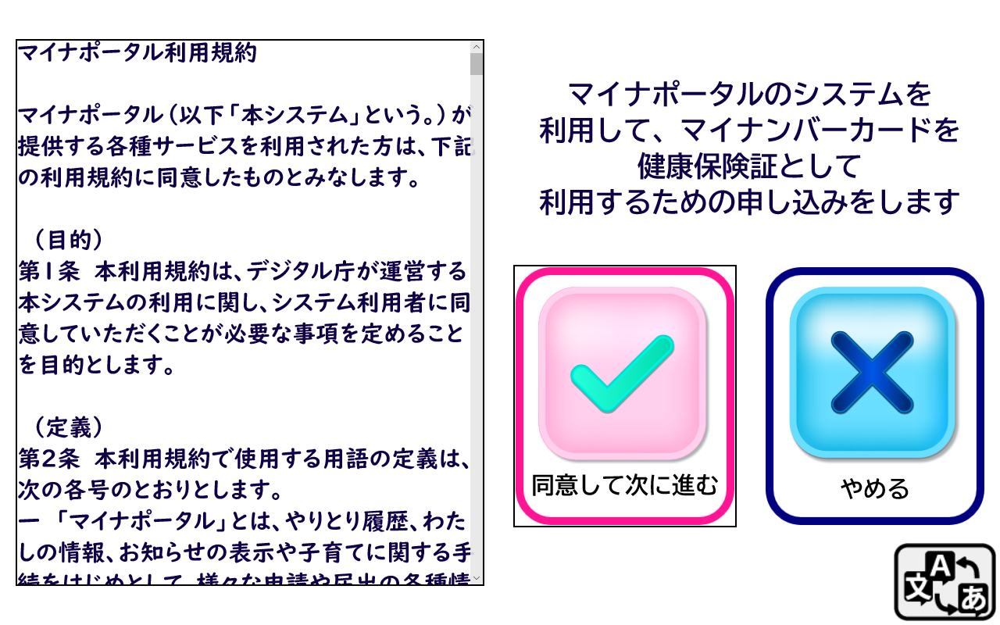 マイナポータル利用規約
マイナポータル（以下「本システム」という。）が
提供する各種サービスを利用された方は、下記
の利用規約に同意したものとみなします。
（目的）
第1条 本利用規約は、デジタル庁が運営する
本システムの利用に関し、システム利用者に同
意していただくことが必要な事項を定めること
を目的とします。
（定義）
第2条 本利用規約で使用する用語の定義は、
次の各号のとおりとします。
一 「マイナポータル」とは、やりとり履歴、わた
しの情報、お知らせの表示や子育てに関する手
続をはじめとして、様々な申請や届出の各種情
マイナポータルのシステムを
利用して、マイナンバーカードを
健康保険証として
利用するための申し込みをします
同意して次に進む
やめる
A
文
あ